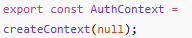 export const AuthContext =
createContext(null);